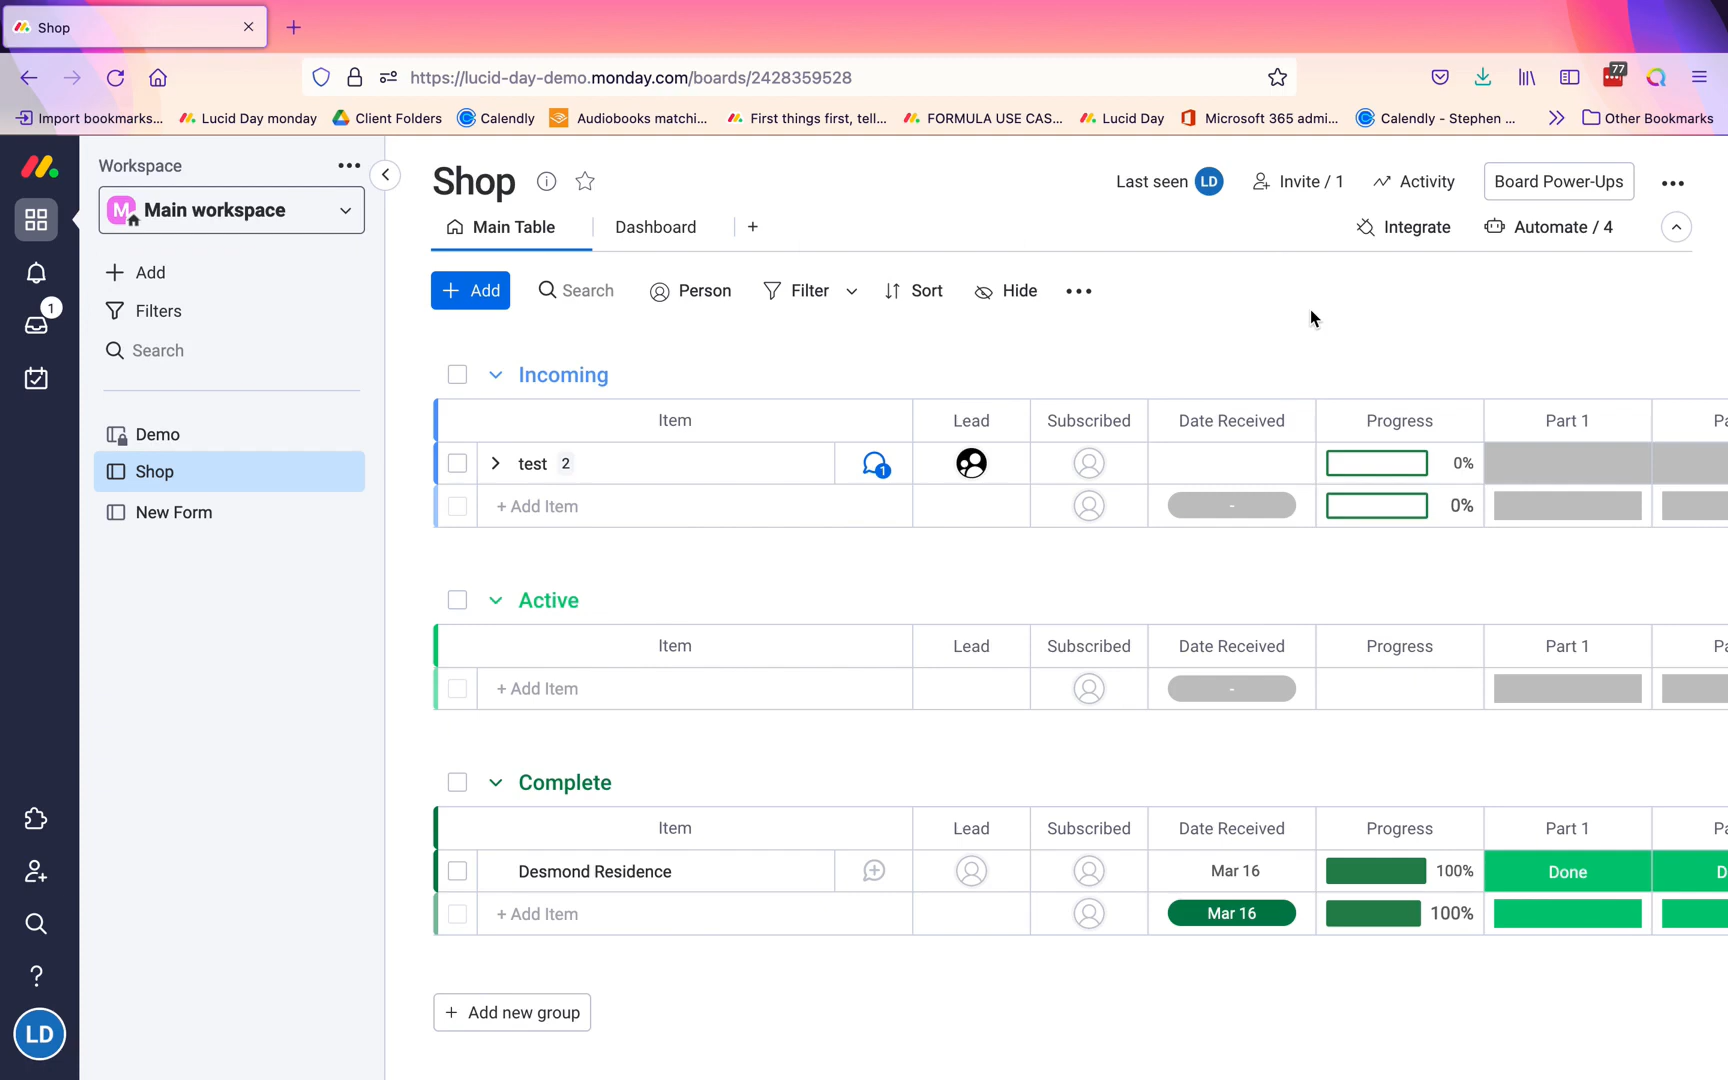 Shop
https://lucid-day-demo.monday.com/boards/2428359528
77
Import bookmarks...
Lucid Day monday
Client Folders
Calendly
Audiobooks matchi...
First things first, tell...
FORMULA USE CAS...
Lucid Day
Microsoft 365 admi...
Calendly - Stephen ...
Other Bookmarks
Workspace
M
Main workspace
Add
Filters
Search
Demo
Shop
New Form
1
LD
Shop
Last seen LD
Invite / 1
Activity
Board Power-Ups
Main Table
Dashboard
Integrate
Automate / 4
Add
Search
Person
Filter
Sort
Hide
Incoming
Item Lead Subscribed Date Received Progress Part 1 Pa
test 2 1 0%
+ Add Item - 0%
Active
Item Lead Subscribed Date Received Progress Part 1 Pa
+ Add Item -
Complete
Item Lead Subscribed Date Received Progress Part 1 Pa
Desmond Residence Mar 16 100% Done D
+ Add Item Mar 16 100%
+ Add new group